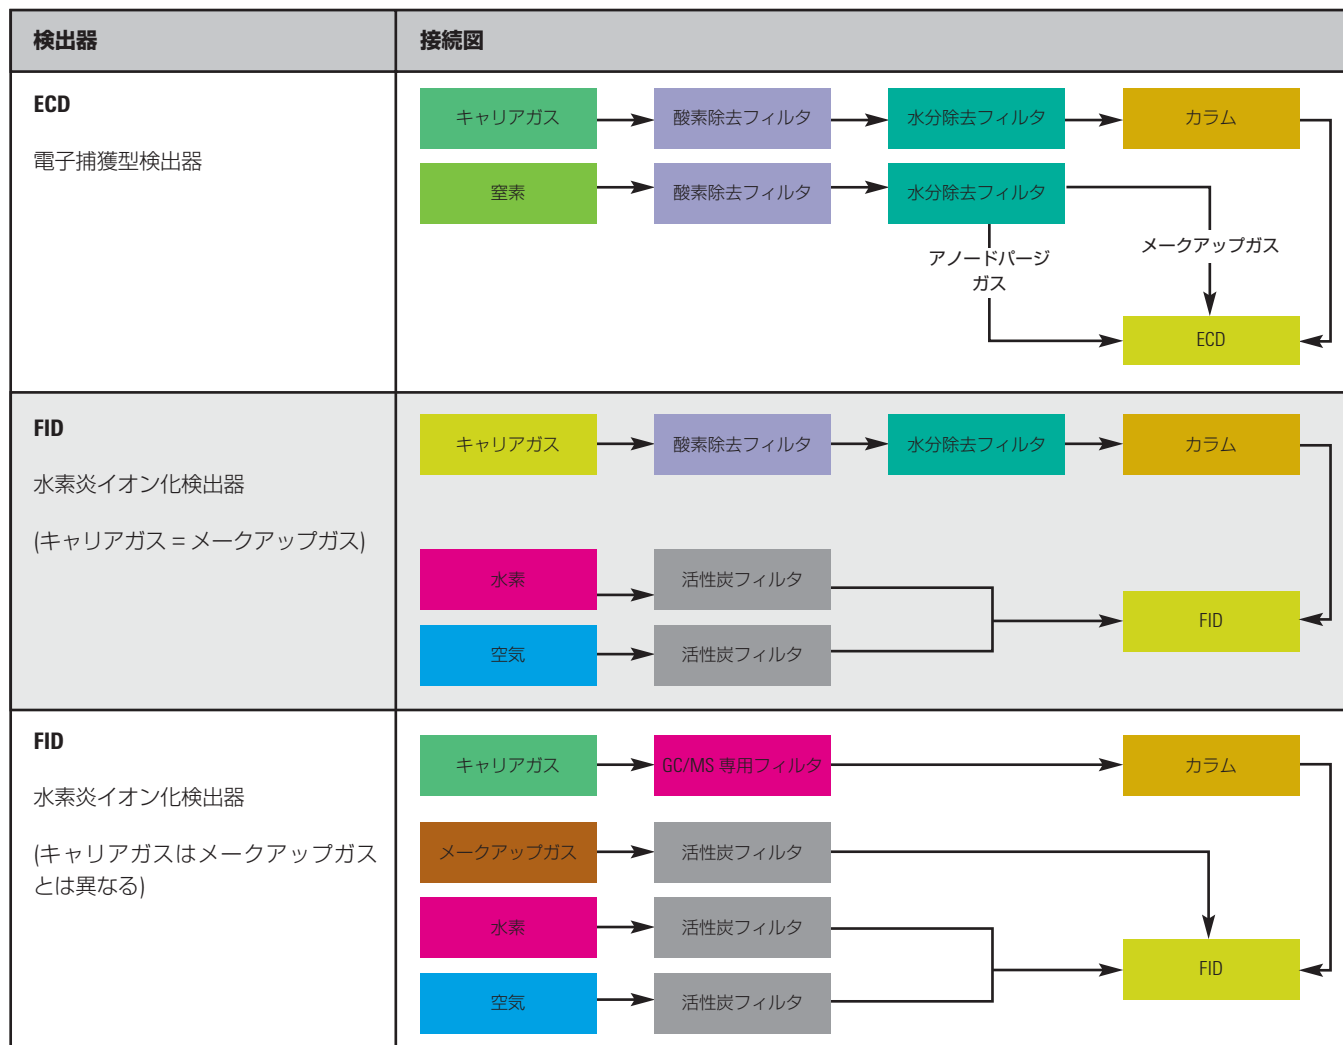 検出器
接続図
ECD
電子捕獲型検出器
キャリアガス
酸素除去フィルタ
水分除去フィルタ
カラム
窒素
酸素除去フィルタ
水分除去フィルタ
アノードパージ
ガス
メークアップガス
ECD
FID
水素炎イオン化検出器
(キャリアガス = メークアップガス)
キャリアガス
酸素除去フィルタ
水分除去フィルタ
カラム
水素
活性炭フィルタ
空気
活性炭フィルタ
FID
FID
水素炎イオン化検出器
(キャリアガスはメークアップガス
とは異なる)
キャリアガス
GC/MS 専用フィルタ
カラム
メークアップガス
活性炭フィルタ
水素
活性炭フィルタ
空気
活性炭フィルタ
FID